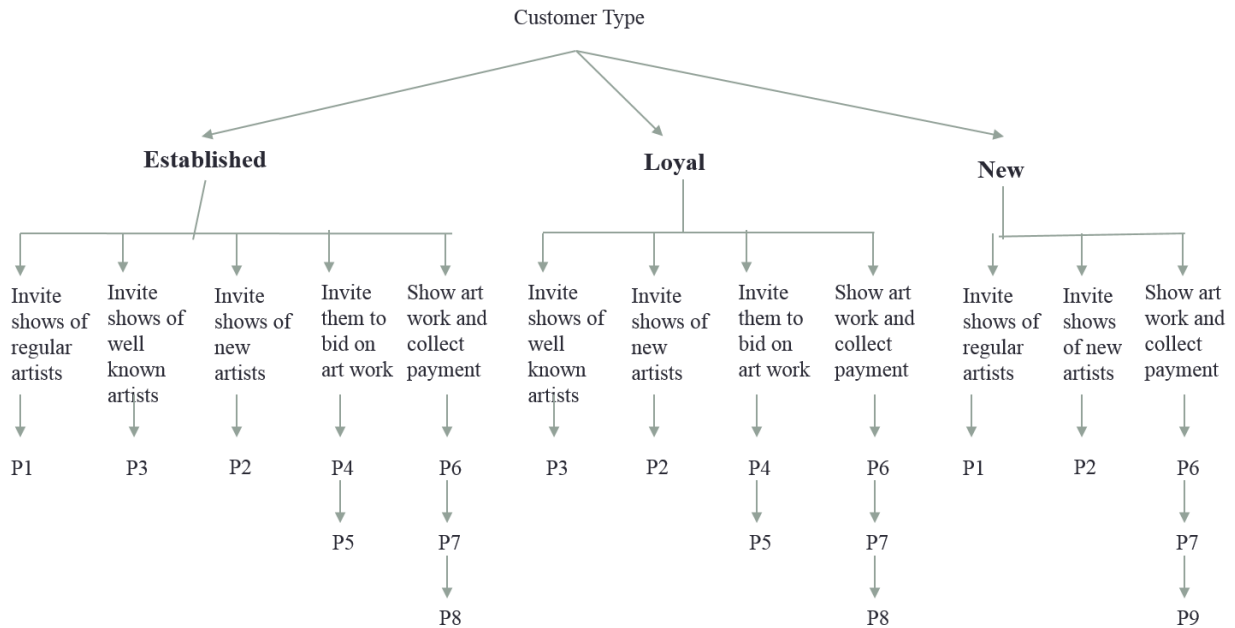 Customer Type
Established
Loyal
New
Invite
shows of
regular
artists
Invite
shows of
well
known
artists
Invite
shows of
new
artists
Invite
them to
bid on
art work
Show art
work and
collect
payment
Invite
shows of
well
known
artists
Invite
shows of
new
artists
Invite
them to
bid on
art work
Show art
work and
collect
payment
Invite
shows of
regular
artists
Invite
shows
of new
artists
Show art
work and
collect
payment
P1
P3
P2
P4
P6
P3
P2
P4
P6
P1
P2
P6
P5
P7
P5
P7
P7
P8
P8
P9